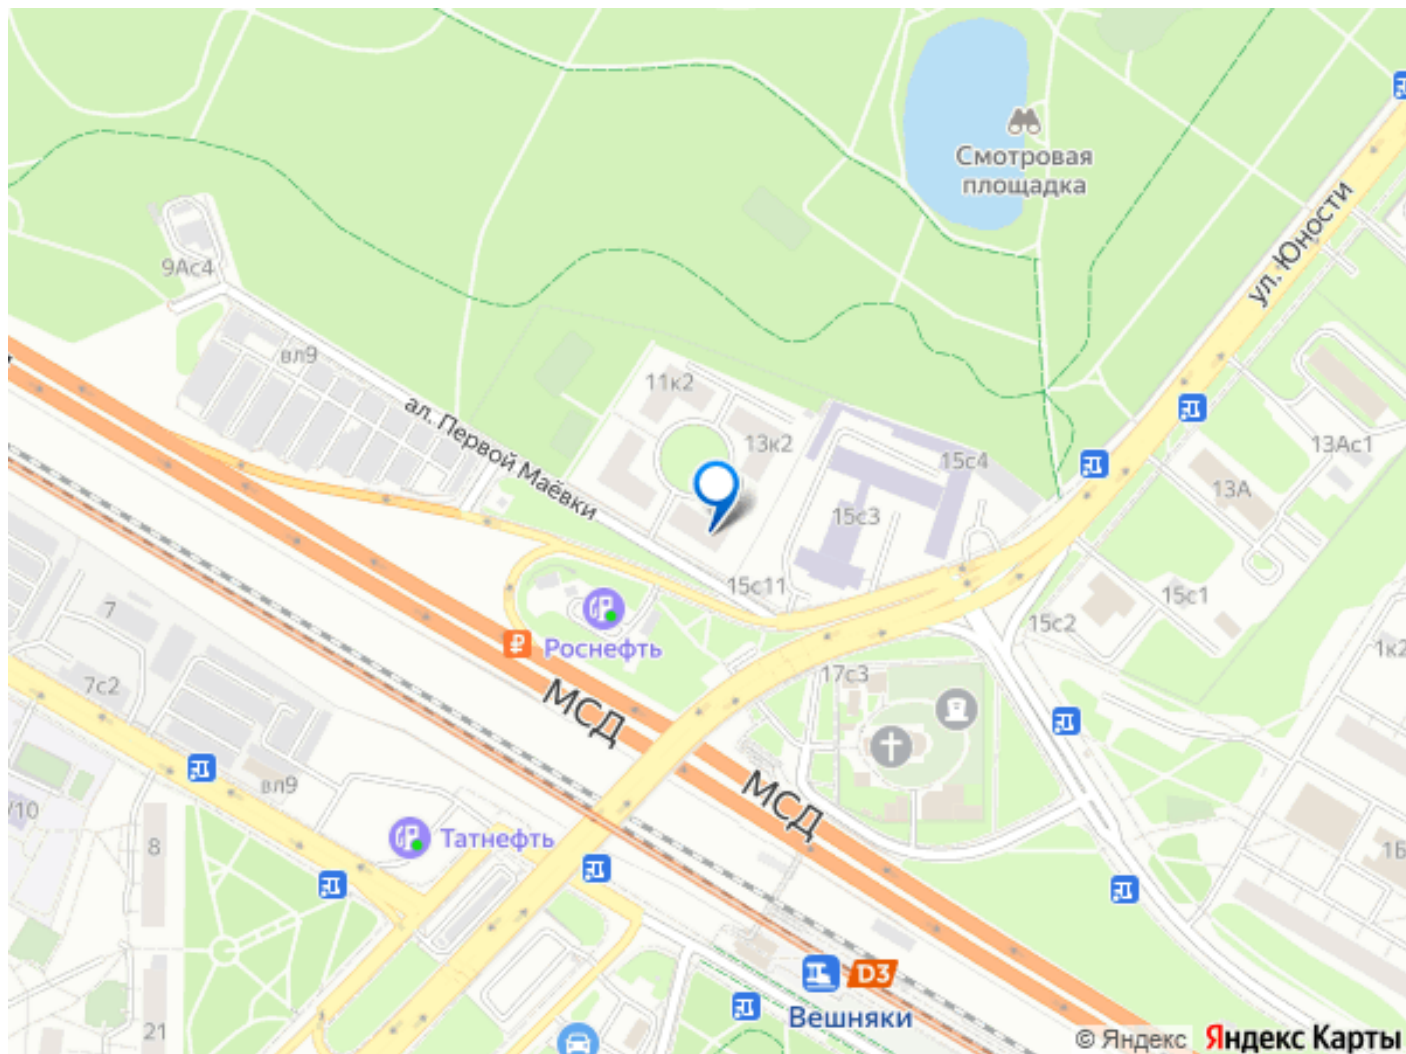 Смотровая
площадка
ул. Юности
9Ас4
вл9
11к2
ал. Первой Маёвки
13к2
15с4
13Ас1
13А
15с3
15с11
15с1
15с2
Роснефть
1к2
7
7с2
17с3
МСД
МСД
вл9
/10
8
Татнефть
1Б
D3
Вешняки
21
© Яндекс Яндекс Карты